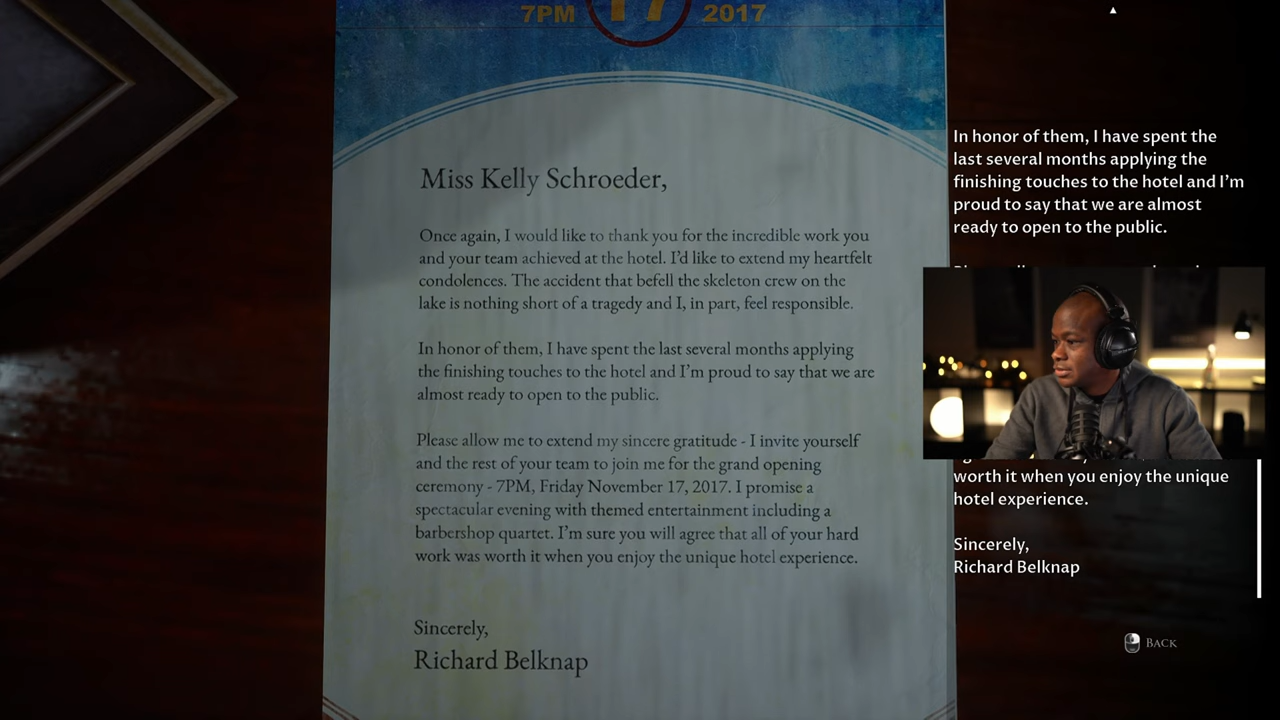 7PM 17 2017
Miss Kelly Schroeder,
Once again, I would like to thank you for the incredible work you
and your team achieved at the hotel. I'd like to extend my heartfelt
condolences. The accident that befell the skeleton crew on the
lake is nothing short of a tragedy and I, in part, feel responsible.
In honor of them, I have spent the last several months applying
the finishing touches to the hotel and I'm proud to say that we are
almost ready to open to the public.
Please allow me to extend my sincere gratitude - I invite yourself
and the rest of your team to join me for the grand opening
ceremony - 7PM, Friday November 17, 2017. I promise a
spectacular evening with themed entertainment including a
barbershop quartet. I'm sure you will agree that all of your hard
work was worth it when you enjoy the unique hotel experience.
Sincerely,
Richard Belknap
In honor of them, I have spent the
last several months applying the
finishing touches to the hotel and I'm
proud to say that we are almost
ready to open to the public.
worth it when you enjoy the unique
hotel experience.
Sincerely,
Richard Belknap
BACK